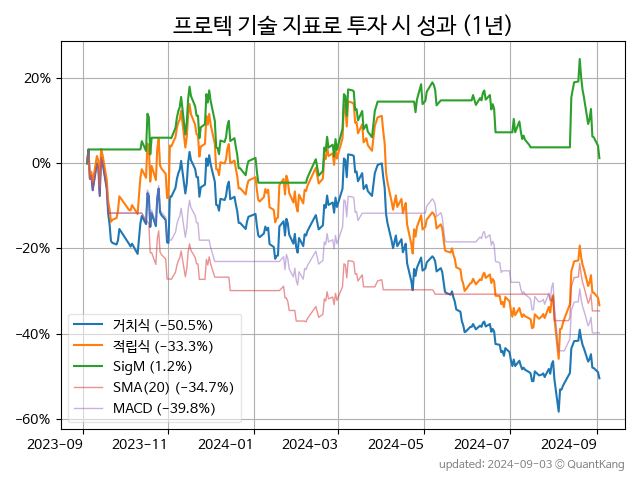 프로텍 기술 지표로 투자 시 성과 (1년)
20%
0%
−20%
−40%
−60%
거치식 (−50.5%)
적립식 (−33.3%)
SigM (1.2%)
SMA(20) (−34.7%)
MACD (−39.8%)
2023-09 2023-11 2024-01 2024-03 2024-05 2024-07 2024-09
updated: 2024-09-03 © QuantKang